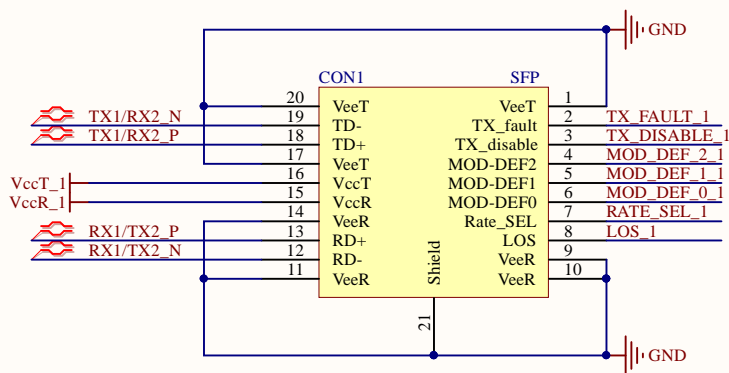 GND
CON1 SFP
20 VeeT VeeT 1
TX1/RX2_N 19 TD- TX_fault 2 TX_FAULT_1
TX1/RX2_P 18 TD+ TX_disable 3 TX_DISABLE_1
17 VeeT MOD-DEF2 4 MOD_DEF_2_1
VccT_1 16 VccT MOD-DEF1 5 MOD_DEF_1_1
VccR_1 15 VccR MOD-DEF0 6 MOD_DEF_0_1
14 VeeR Rate_SEL 7 RATE_SEL_1
RX1/TX2_P 13 RD+ LOS 8 LOS_1
RX1/TX2_N 12 RD- VeeR 9
11 VeeR VeeR 10
Shield
21
GND